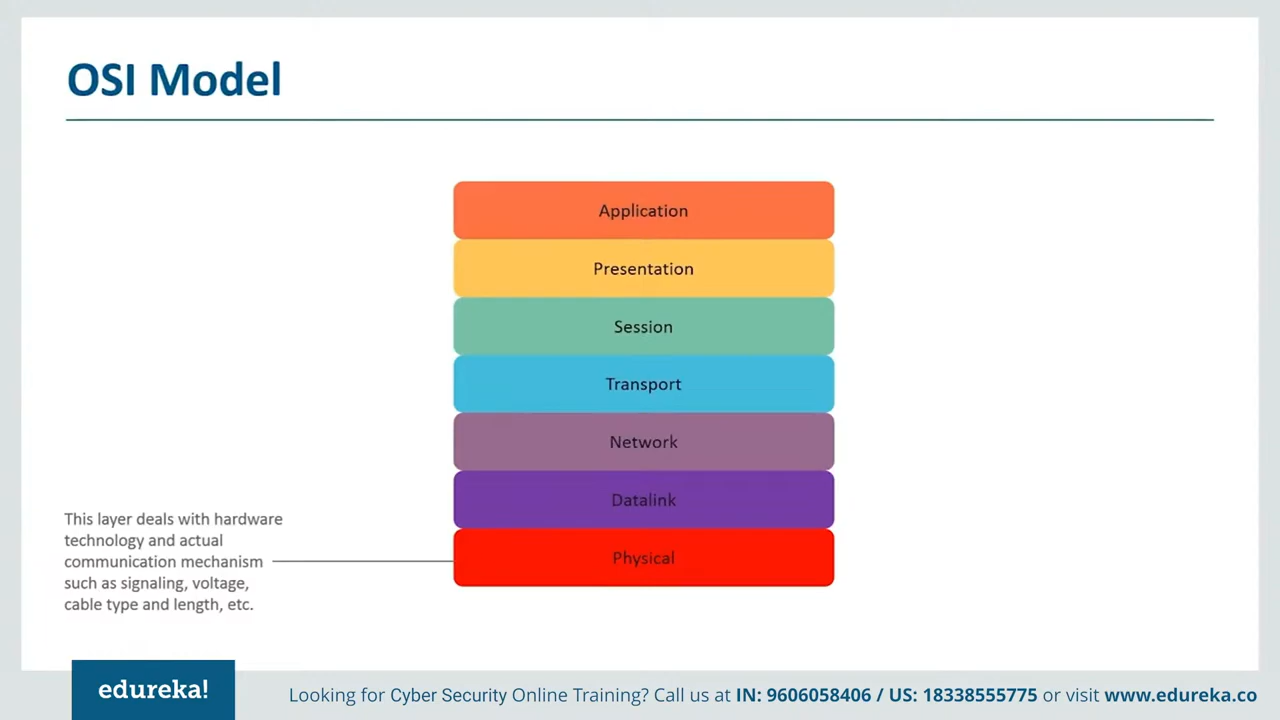 OSI Model
Application
Presentation
Session
Transport
Network
Datalink
Physical
This layer deals with hardware
technology and actual
communication mechanism
such as signaling, voltage,
cable type and length, etc.
edureka!
Looking for Cyber Security Online Training? Call us at IN: 9606058406 / US: 18338555775 or visit www.edureka.co